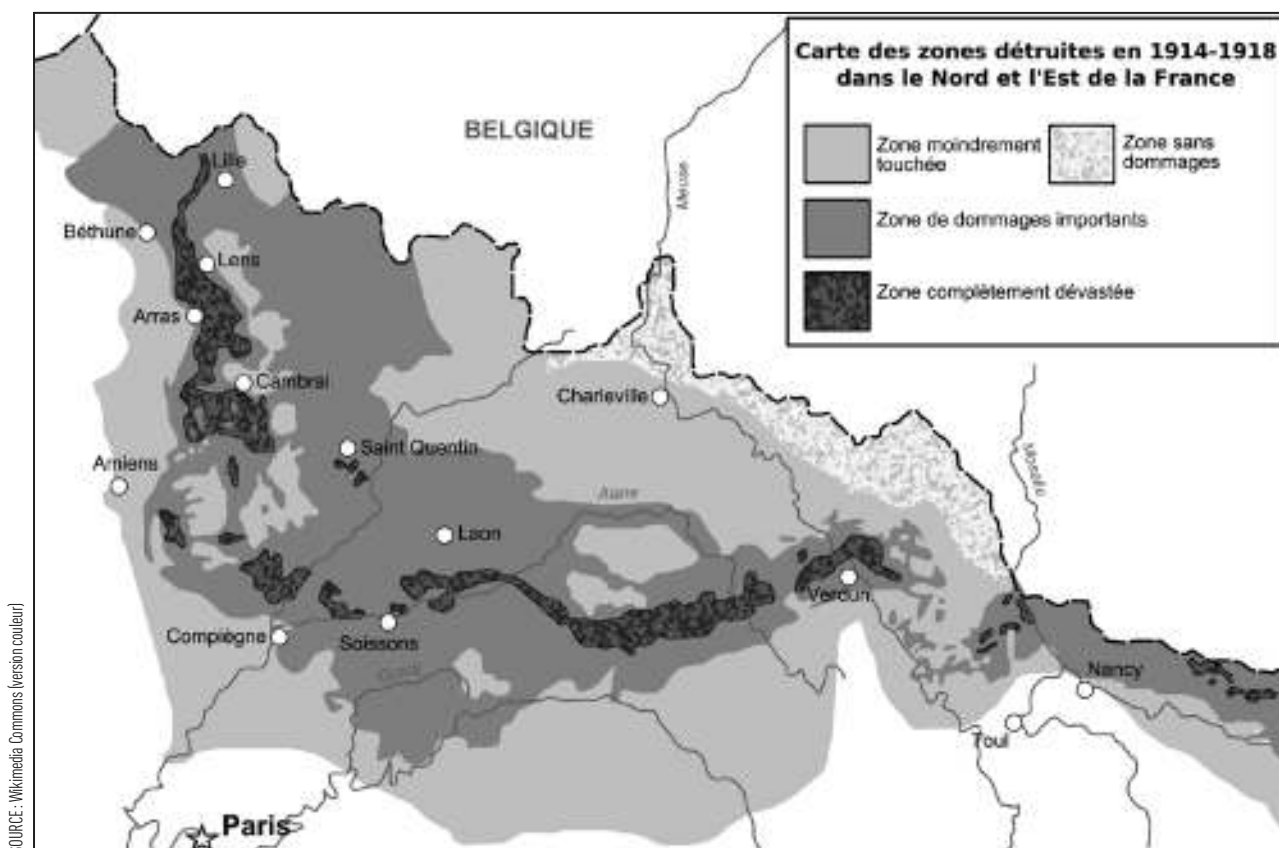 Carte des zones détruites en 1914-1918
dans le Nord et l'Est de la France
Zone moindrement
touchée
Zone sans
dommages
Zone de dommages importants
Zone complètement dévastée
BELGIQUE
Meuse
Lille
Béthune
Lens
Arras
Cambrai
Charleville
Moselle
Saint Quentin
Amiens
Aisne
Laon
Verdun
Compiègne
Soissons
Nancy
Toul
Paris
SOURCE: Wikimedia Commons (version couleur)